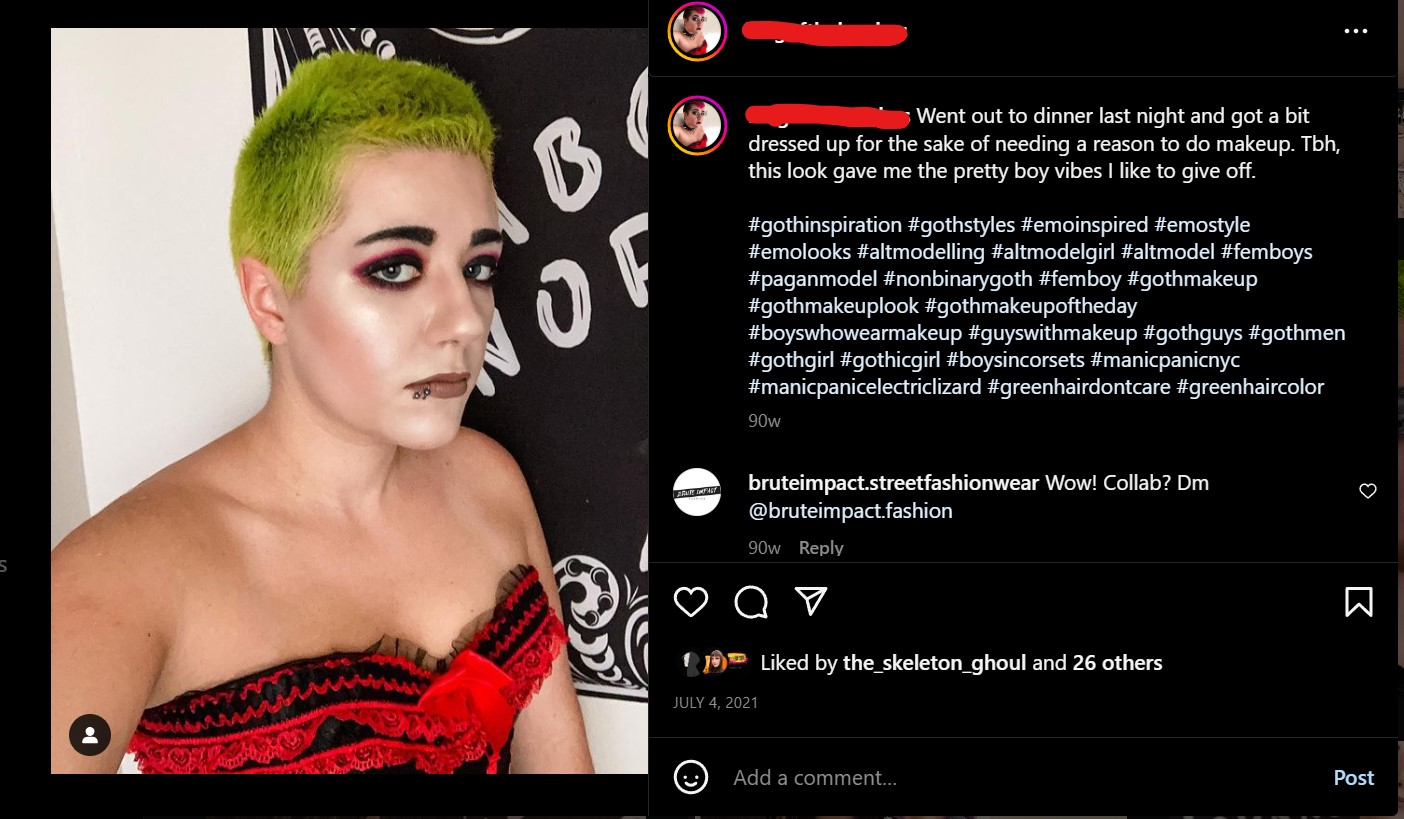 Went out to dinner last night and got a bit
dressed up for the sake of needing a reason to do makeup. Tbh,
this look gave me the pretty boy vibes I like to give off.
#gothinspiration #gothstyles #emoinspired #emostyle
#emolooks #altmodelling #altmodelgirl #altmodel #femboys
#paganmodel #nonbinarygoth #femboy #gothmakeup
#gothmakeuplook #gothmakeupoftheday
#boyswhowearmakeup #guyswithmakeup #gothguys #gothmen
#gothgirl #gothicgirl #boysincorsets #manicpanicnyc
#manicpanicelectriclizard #greenhairdontcare #greenhaircolor
90w
BRUTE IMPACT
bruteimpact.streetfashionwear Wow! Collab? Dm
@bruteimpact.fashion
90w Reply
Liked by the_skeleton_ghoul and 26 others
JULY 4, 2021
Add a comment...
Post